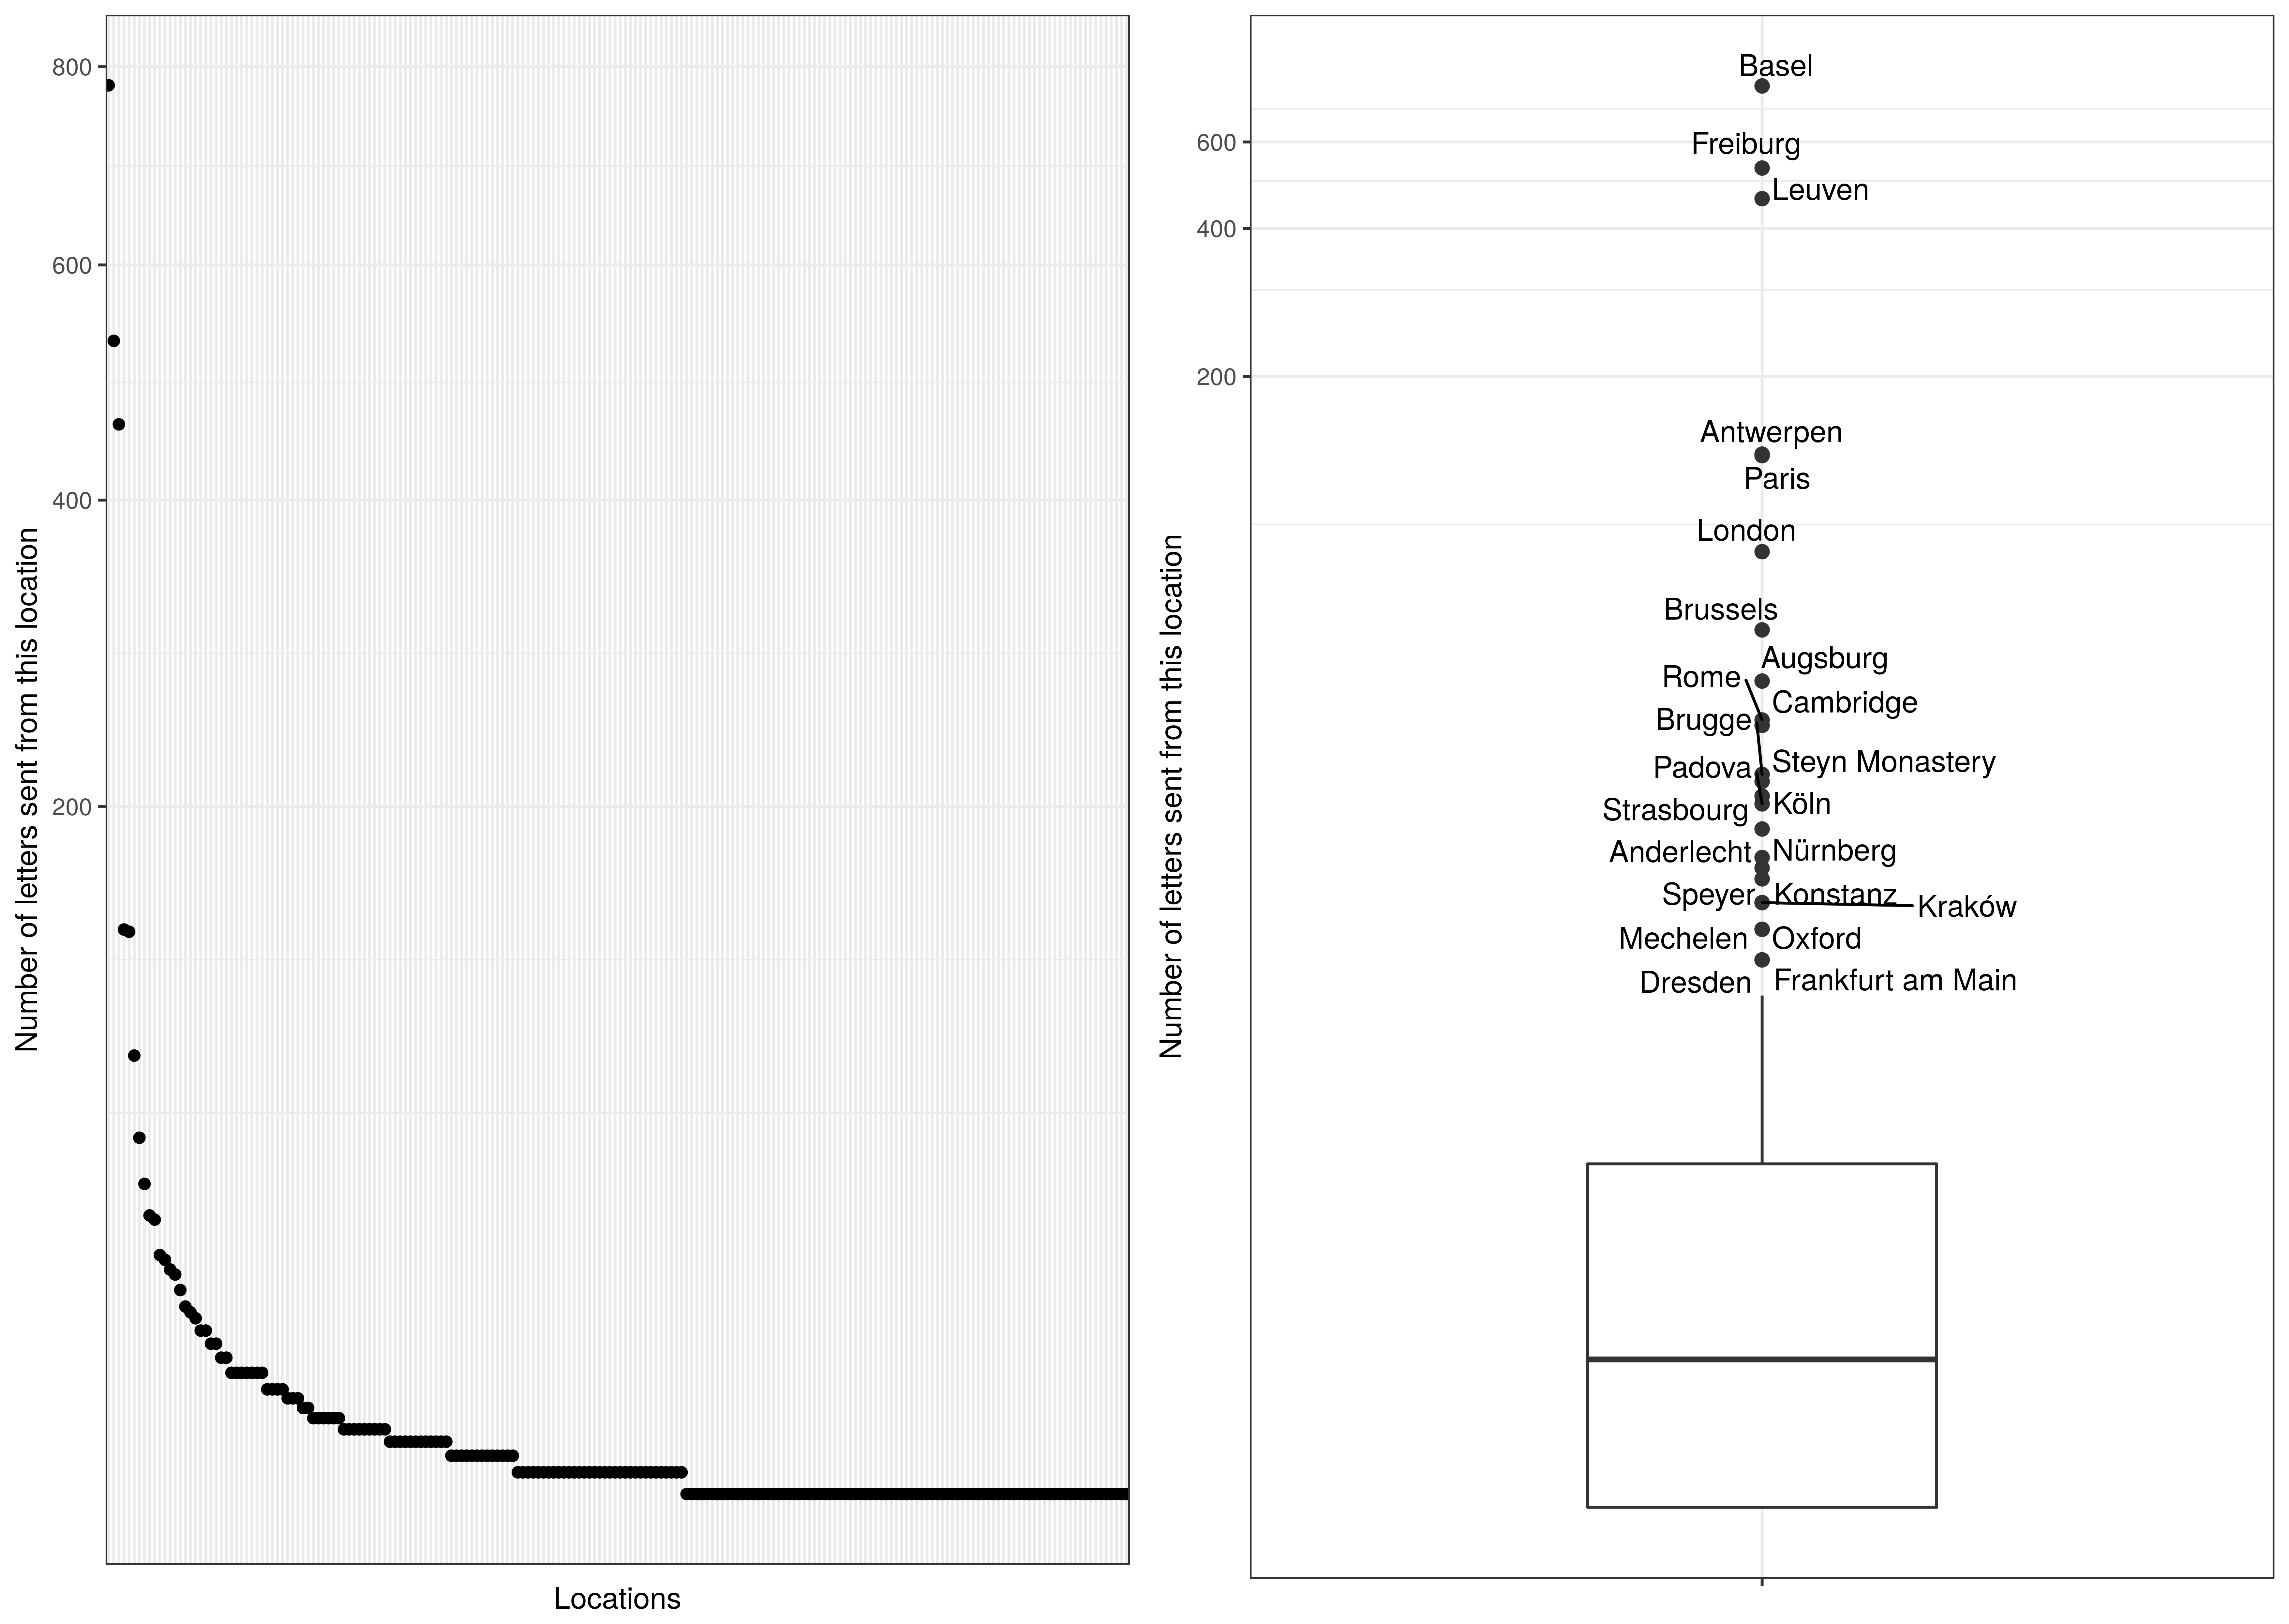 800
600
400
200
Number of letters sent from this location
Locations
600
400
200
Number of letters sent from this location
Basel
Freiburg
Leuven
Antwerpen
Paris
London
Brussels
Augsburg
Rome
Cambridge
Brugge
Steyn Monastery
Padova
Köln
Strasbourg
Anderlecht
Nürnberg
Speyer
Konstanz
Kraków
Mechelen
Oxford
Dresden
Frankfurt am Main